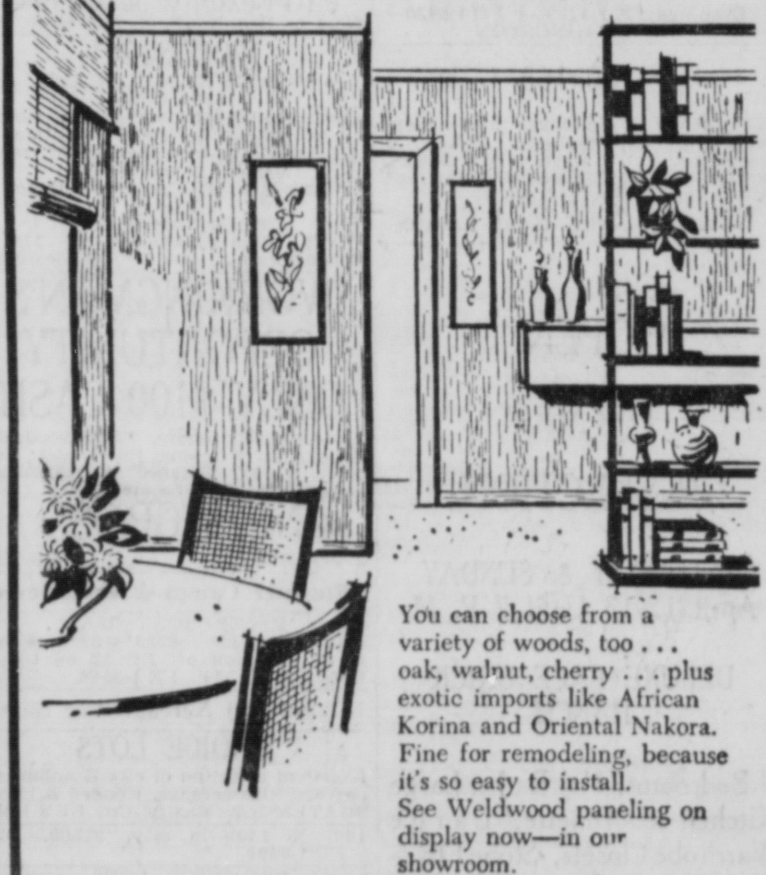 You can choose from a
variety of woods, too . . .
oak, walnut, cherry . . . plus
exotic imports like African
Korina and Oriental Nakora.
Fine for remodeling, because
it's so easy to install.
See Weldwood paneling on
display now—in our
showroom.